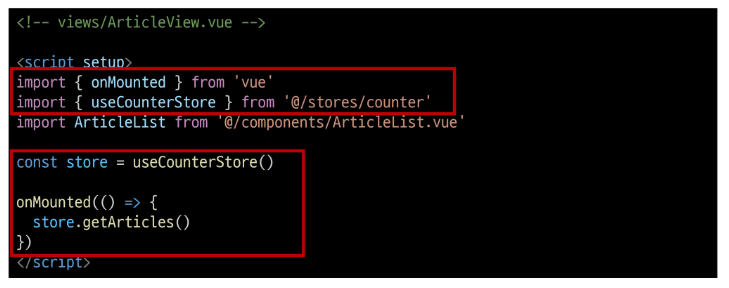 <!-- views/ArticleView.vue -->
<script setup>
import { onMounted } from 'vue'
import { useCounterStore } from '@/stores/counter'
import ArticleList from '@/components/ArticleList.vue'
const store = useCounterStore()
onMounted(() => {
  store.getArticles()
})
</script>